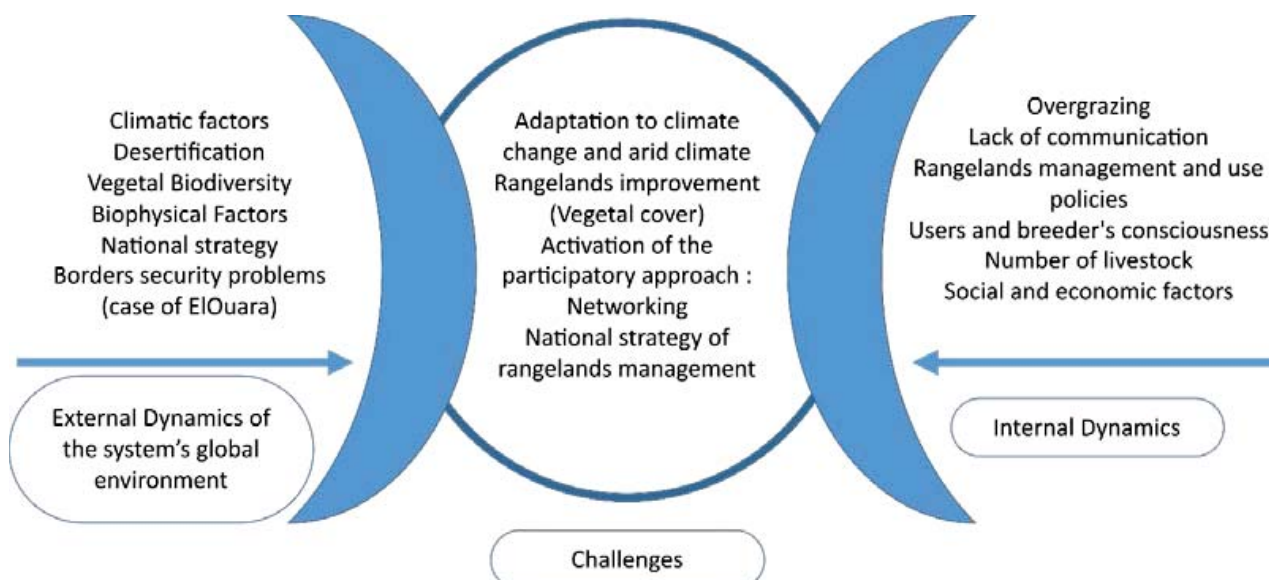 Climatic factors
Desertification
Vegetal Biodiversity
Biophysical Factors
National strategy
Borders security problems
(case of ElOuara)
External Dynamics of
the system's global
environment
Adaptation to climate
change and arid climate
Rangelands improvement
(Vegetal cover)
Activation of the
participatory approach :
Networking
National strategy of
rangelands management
Challenges
Overgrazing
Lack of communication
Rangelands management and use
policies
Users and breeder's consciousness
Number of livestock
Social and economic factors
Internal Dynamics